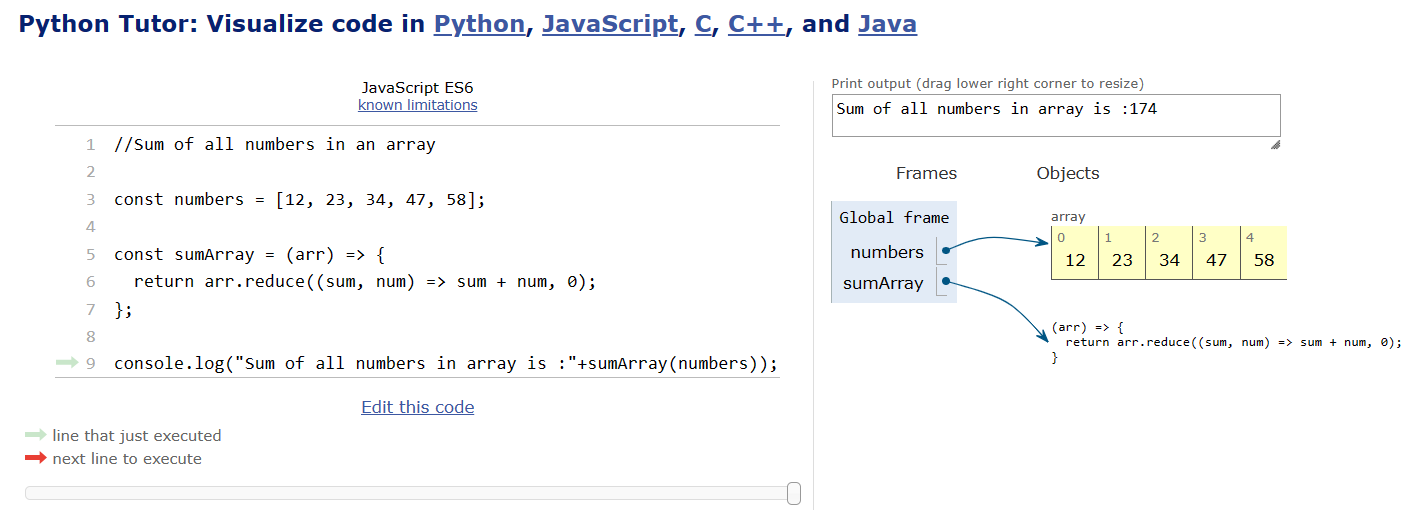 Python Tutor: Visualize code in Python, JavaScript, C, C++, and Java
JavaScript ES6
known limitations
1 //Sum of all numbers in an array
2
3 const numbers = [12, 23, 34, 47, 58];
4
5 const sumArray = (arr) => {
6 return arr.reduce((sum, num) => sum + num, 0);
7 };
8
9 console.log("Sum of all numbers in array is :"+sumArray(numbers));
Edit this code
line that just executed
next line to execute
Print output (drag lower right corner to resize)
Sum of all numbers in array is :174
Frames Objects
Global frame
numbers
sumArray
array
0 1 2 3 4
12 23 34 47 58
(arr) => {
return arr.reduce((sum, num) => sum + num, 0);
}